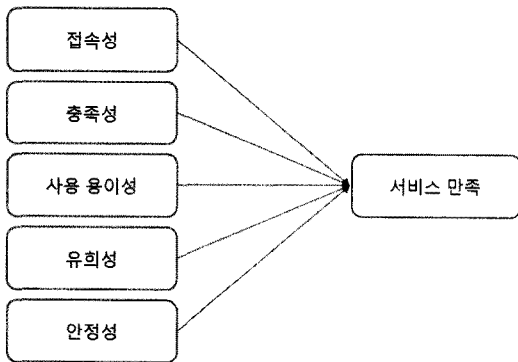 접속성
충족성
사용 용이성
서비스 만족
유희성
안정성